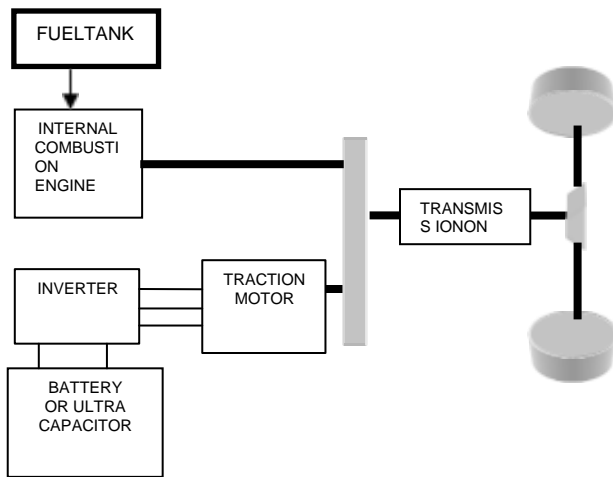 FUELTANK
INTERNAL
COMBUSTI
ON
ENGINE
TRANSMIS
S IONON
TRACTION
MOTOR
INVERTER
BATTERY
OR ULTRA
CAPACITOR